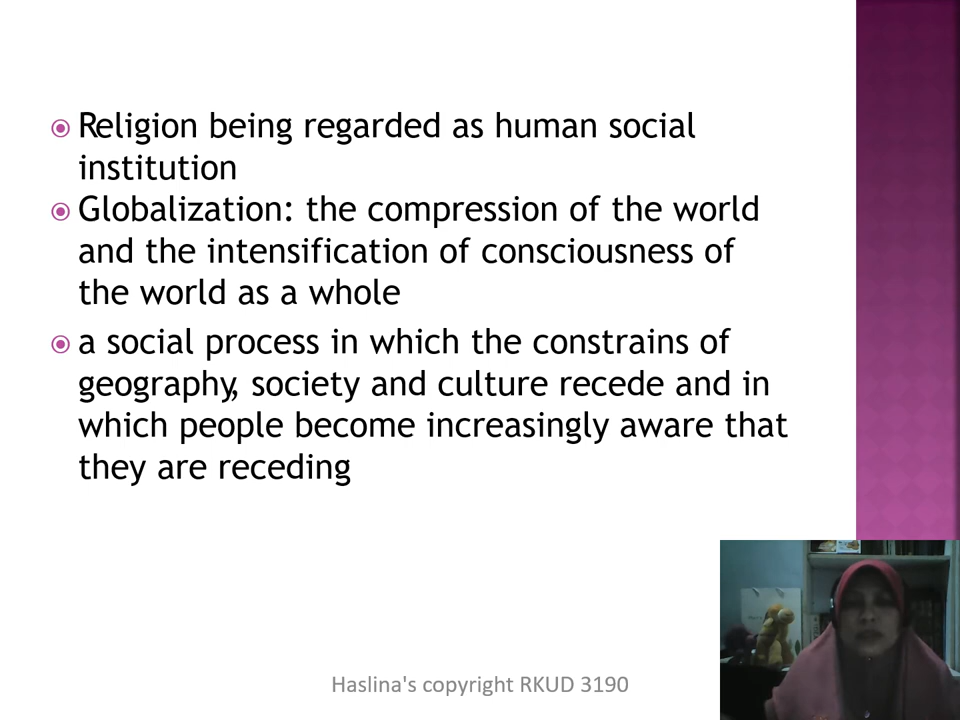 Religion being regarded as human social
institution
Globalization: the compression of the world
and the intensification of consciousness of
the world as a whole
a social process in which the constrains of
geography, society and culture recede and in
which people become increasingly aware that
they are receding
Haslina's copyright RKUD 3190